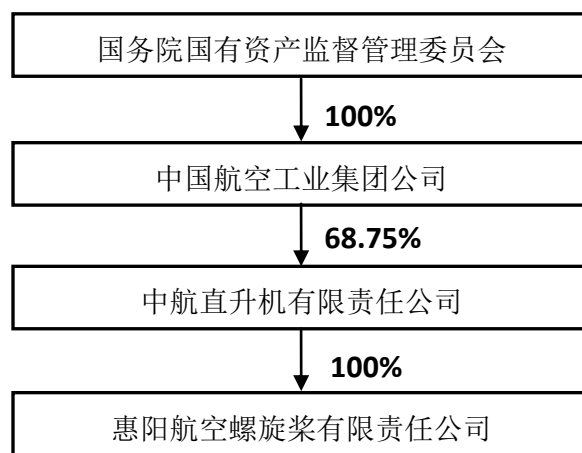 国务院国有资产监督管理委员会
100%
中国航空工业集团公司
68.75%
中航直升机有限责任公司
100%
惠阳航空螺旋桨有限责任公司